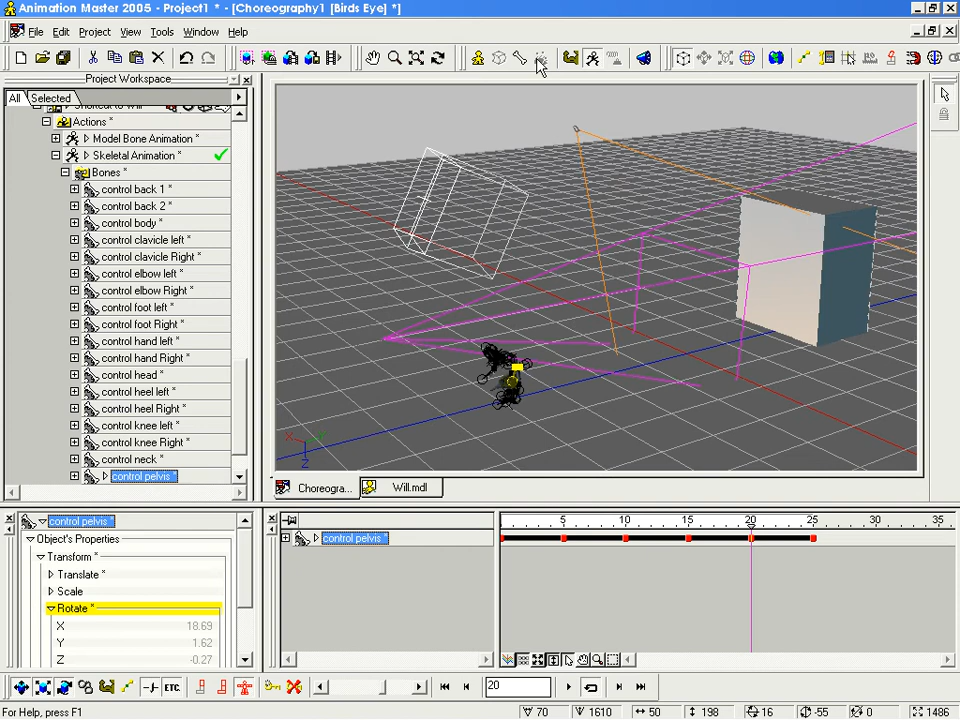 Animation Master 2005 - Project1 * - [Choreography1 [Birds Eye] *]
File Edit Project View Tools Window Help
Project Workspace
All Selected
Actions *
Model Bone Animation *
Skeletal Animation *
Bones *
control back 1 *
control back 2 *
control body *
control clavicle left *
control clavicle Right *
control elbow left *
control elbow Right *
control foot left *
control foot Right *
control hand left *
control hand Right *
control head *
control heel left *
control heel Right *
control knee left *
control knee Right *
control neck *
control pelvis *
X
Z
Choreogra... Will.mdl
control pelvis *
Object's Properties
Transform *
Translate *
Scale
Rotate *
X 18.69
Y 1.62
Z -0.27
5 10 15 20 25 30 35
control pelvis *
ETC.
20
For Help, press F1
70 1610 50 198 16 -55 0 1486